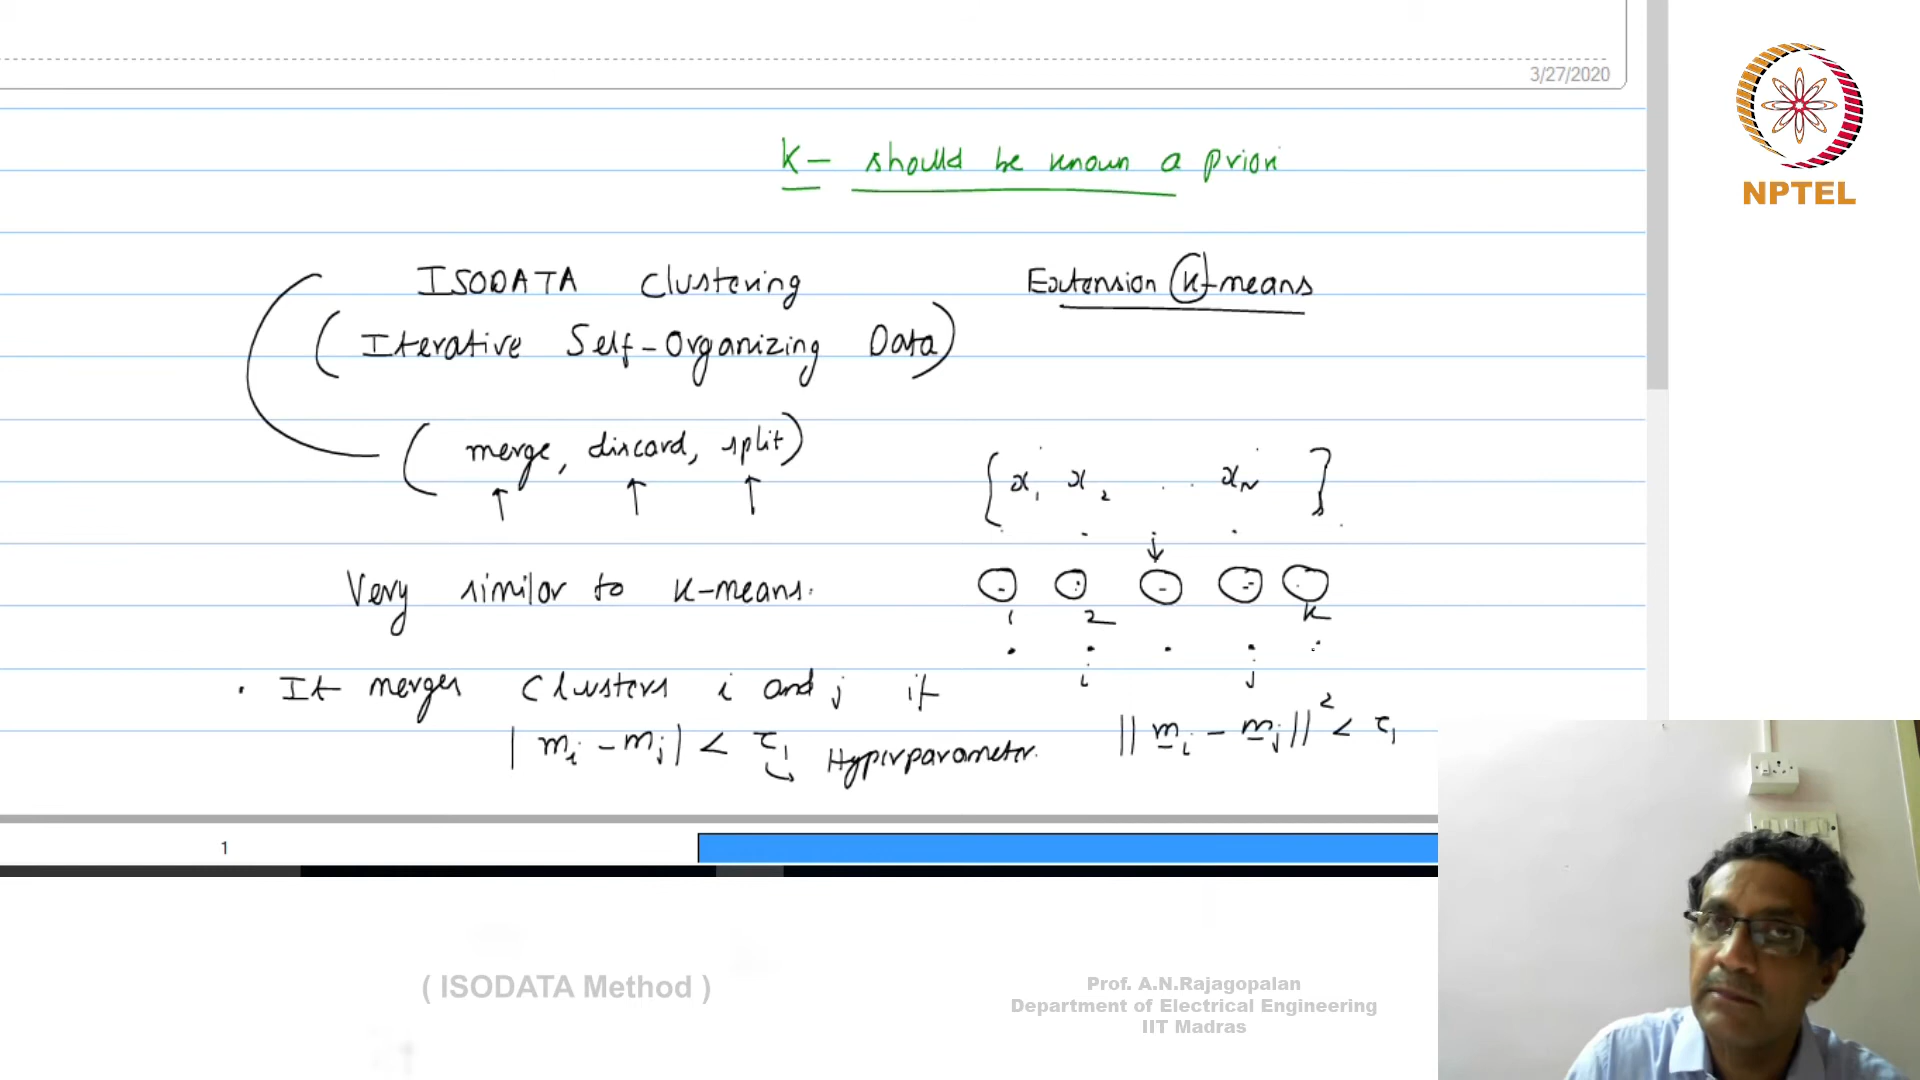 3/27/2020
NPTEL
K- should be known a priori
ISODATA Clustering
Extension K-means
(Iterative Self-Organizing Data)
(merge, discard, split)
{x1 x2 . . xN}
Very similar to K-means.
1 2 K
i j
. It merges clusters i and j if
|mi - mj| < τ1 Hyperparameter.
||mi - mj||² < τ1
1
( ISODATA Method )
Prof. A.N.Rajagopalan
Department of Electrical Engineering
IIT Madras